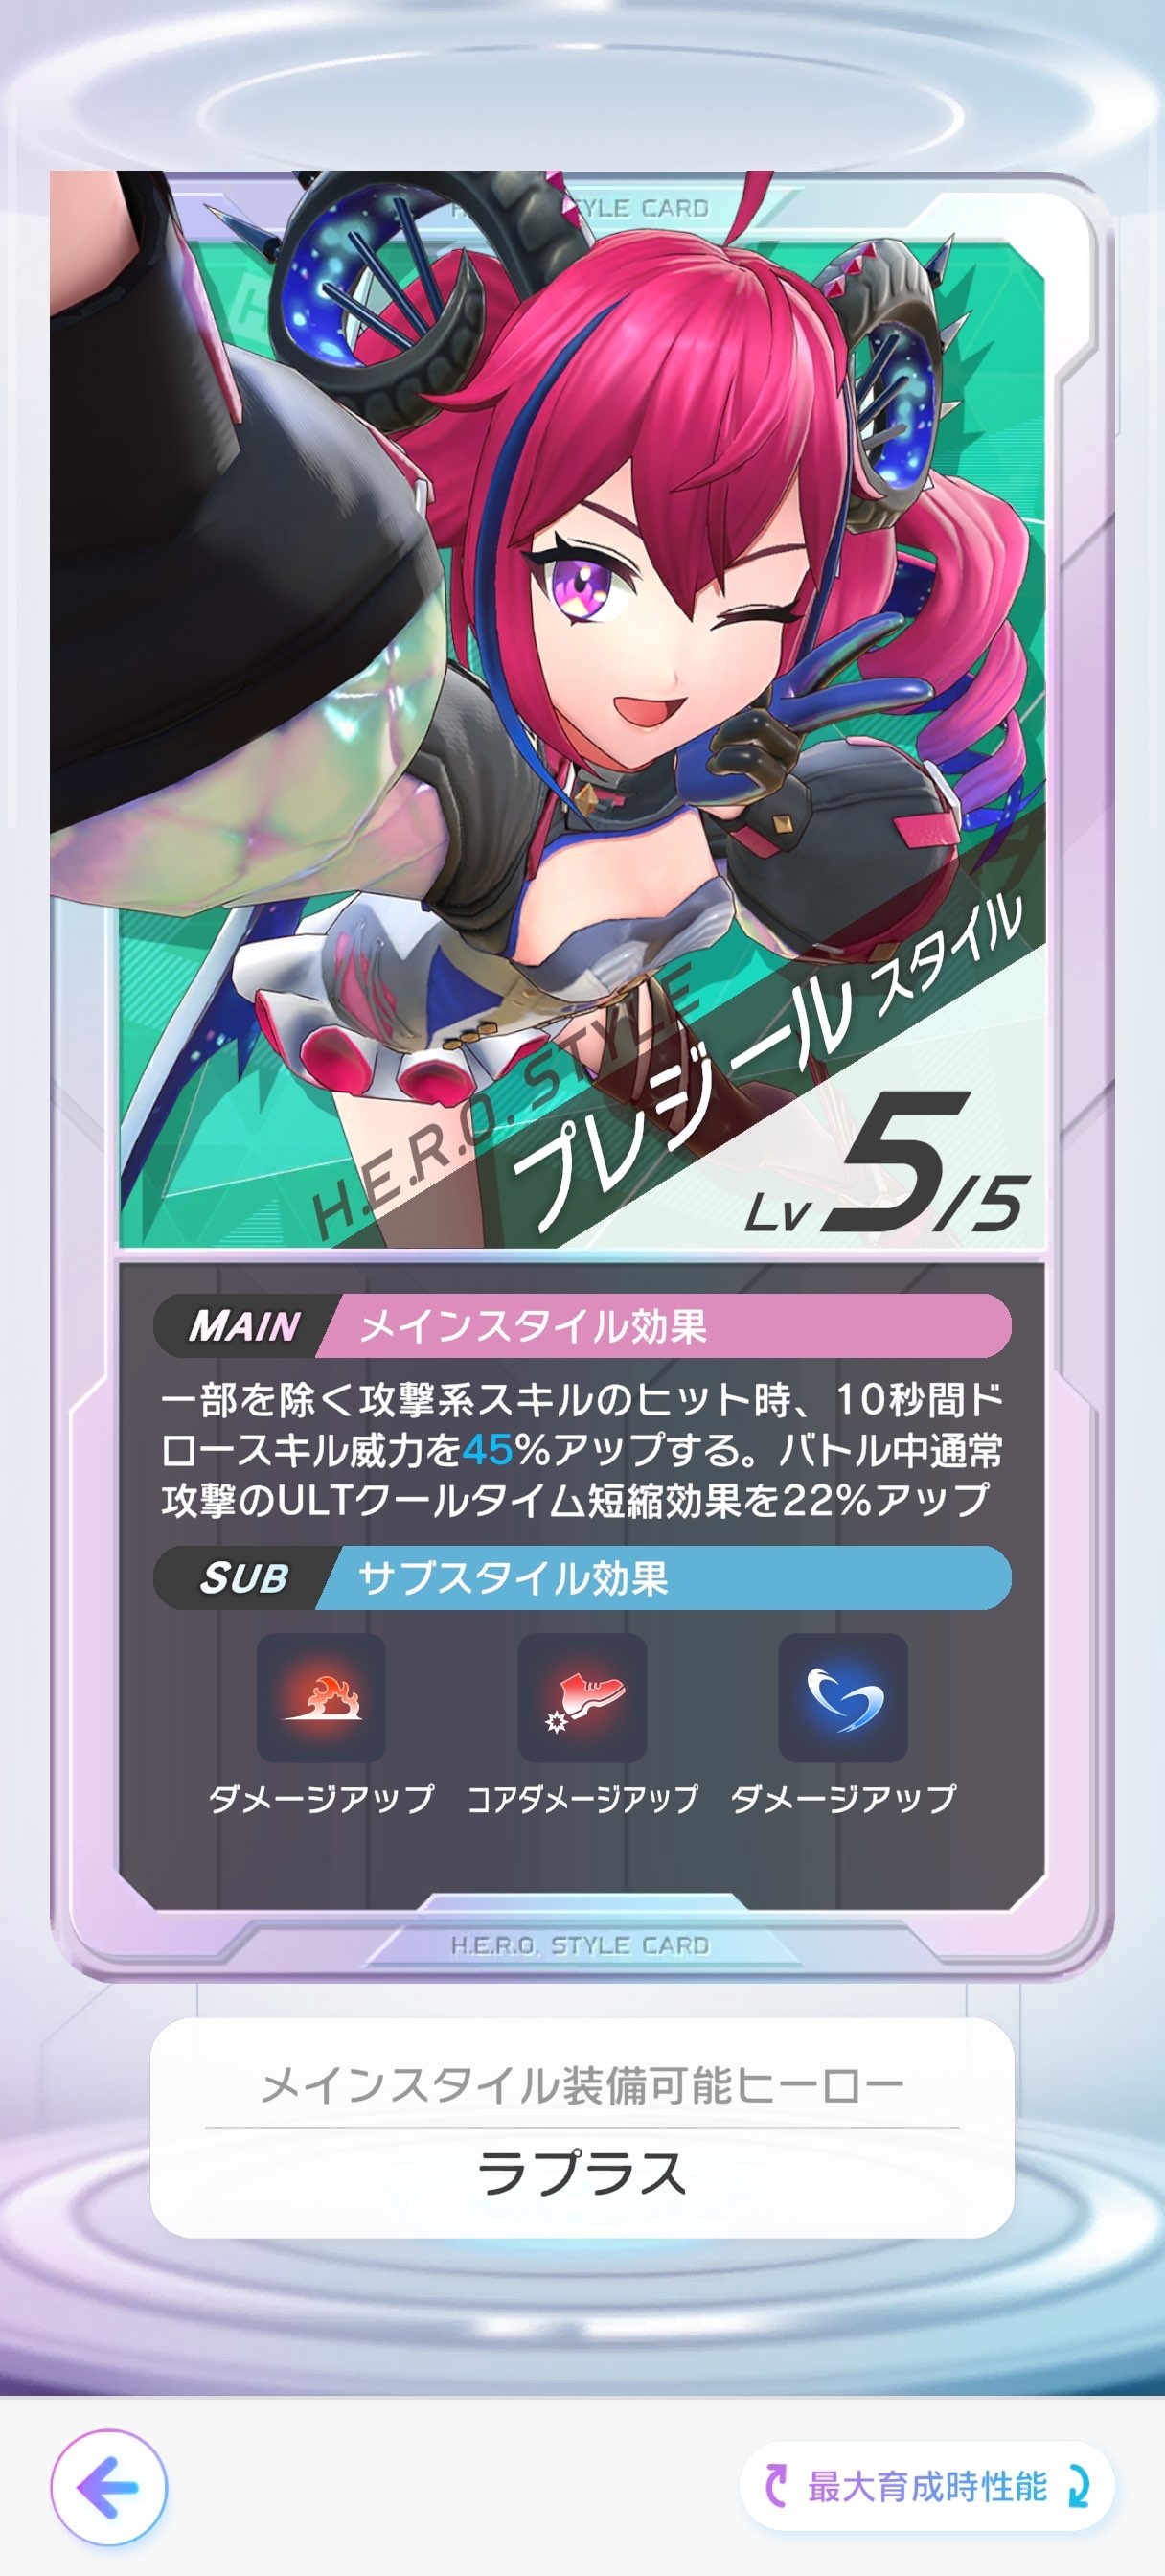 STYLE CARD
プレジール スタイル
H.E.R.O. STYLE
Lv 5/5
MAIN メインスタイル効果
一部を除く攻撃系スキルのヒット時、10秒間ド
ロースキル威力を45%アップする。バトル中通常
攻撃のULTクールタイム短縮効果を22%アップ
SUB サブスタイル効果
ダメージアップ コアダメージアップ ダメージアップ
H.E.R.O. STYLE CARD
メインスタイル装備可能ヒーロー
ラプラス
最大育成時性能